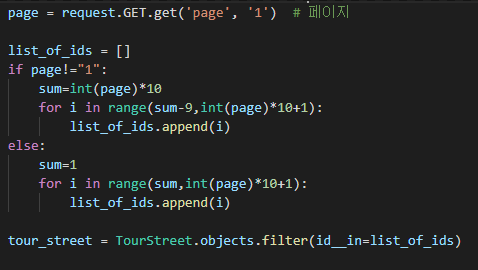 page = request.GET.get('page', '1')  # 페이지
list_of_ids = []
if page!="1":
    sum=int(page)*10
    for i in range(sum-9,int(page)*10+1):
        list_of_ids.append(i)
else:
    sum=1
    for i in range(sum,int(page)*10+1):
        list_of_ids.append(i)
tour_street = TourStreet.objects.filter(id__in=list_of_ids)